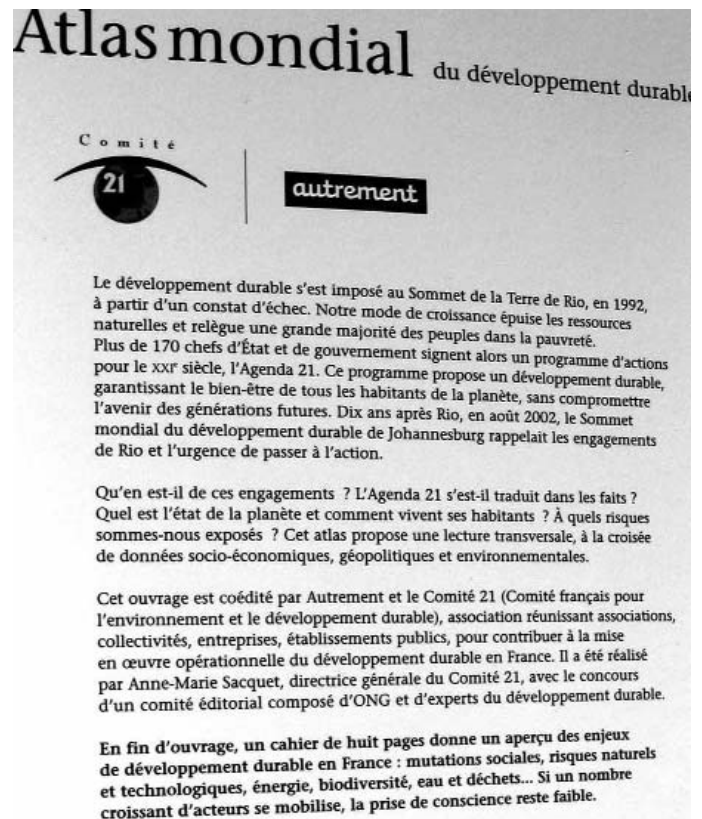 Atlas mondial du développement durable
Comité
21
autrement
Le développement durable s'est imposé au Sommet de la Terre de Rio, en 1992,
à partir d'un constat d'échec. Notre mode de croissance épuise les ressources
naturelles et relègue une grande majorité des peuples dans la pauvreté.
Plus de 170 chefs d'État et de gouvernement signent alors un programme d'actions
pour le XXIᵉ siècle, l'Agenda 21. Ce programme propose un développement durable,
garantissant le bien-être de tous les habitants de la planète, sans compromettre
l'avenir des générations futures. Dix ans après Rio, en août 2002, le Sommet
mondial du développement durable de Johannesburg rappelait les engagements
de Rio et l'urgence de passer à l'action.
Qu'en est-il de ces engagements ? L'Agenda 21 s'est-il traduit dans les faits ?
Quel est l'état de la planète et comment vivent ses habitants ? À quels risques
sommes-nous exposés ? Cet atlas propose une lecture transversale, à la croisée
de données socio-économiques, géopolitiques et environnementales.
Cet ouvrage est coédité par Autrement et le Comité 21 (Comité français pour
l'environnement et le développement durable), association réunissant associations,
collectivités, entreprises, établissements publics, pour contribuer à la mise
en œuvre opérationnelle du développement durable en France. Il a été réalisé
par Anne-Marie Sacquet, directrice générale du Comité 21, avec le concours
d'un comité éditorial composé d'ONG et d'experts du développement durable.
En fin d'ouvrage, un cahier de huit pages donne un aperçu des enjeux
de développement durable en France : mutations sociales, risques naturels
et technologiques, énergie, biodiversité, eau et déchets... Si un nombre
croissant d'acteurs se mobilise, la prise de conscience reste faible.